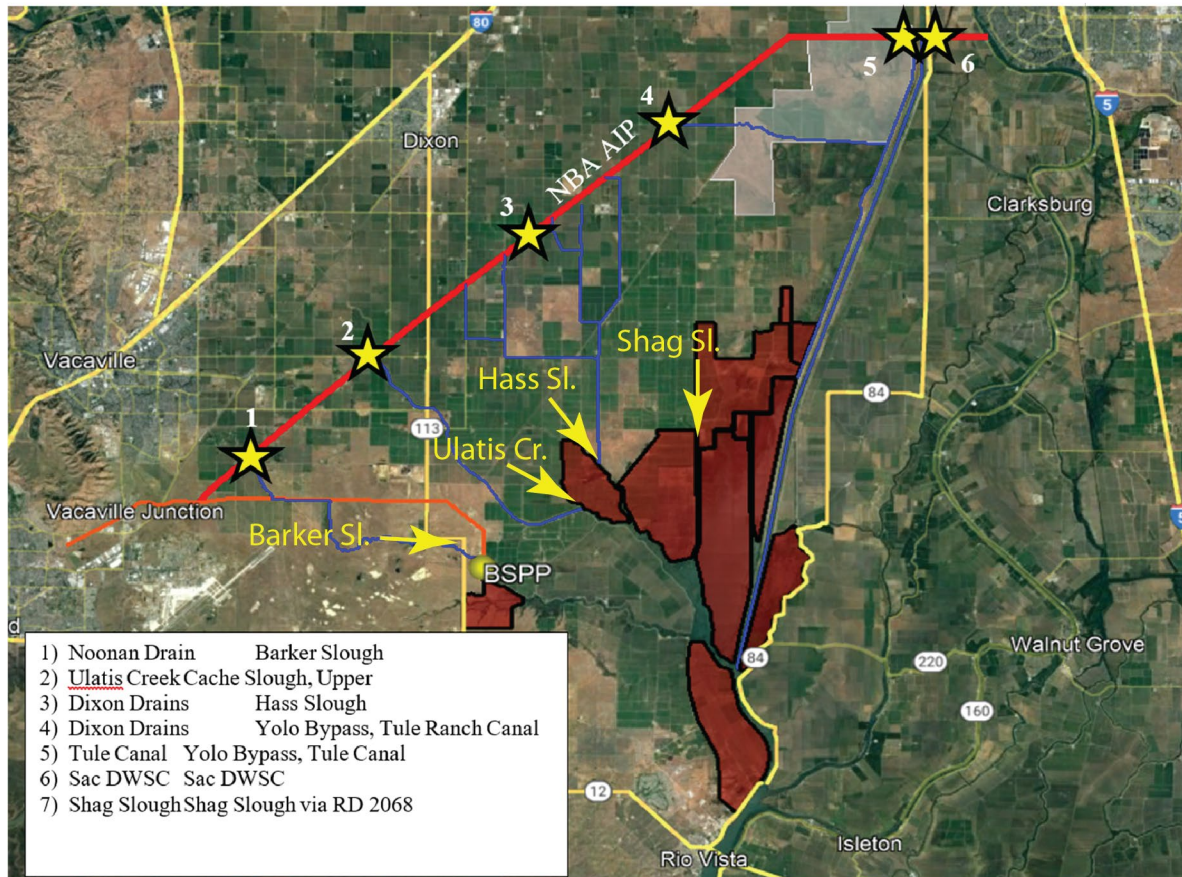 80
Dixon
5
6
4
5
NBA AIP
3
Clarksburg
2
Shag Sl.
Vacaville
Hass Sl.
84
1
113
Ulatis Cr.
Vacaville Junction
5
Barker Sl.
BSPP
d
Walnut Grove
84
220
160
12
Isleton
Rio Vista
1) Noonan Drain Barker Slough
2) Ulatis Creek Cache Slough, Upper
3) Dixon Drains Hass Slough
4) Dixon Drains Yolo Bypass, Tule Ranch Canal
5) Tule Canal Yolo Bypass, Tule Canal
6) Sac DWSC Sac DWSC
7) Shag Slough Shag Slough via RD 2068